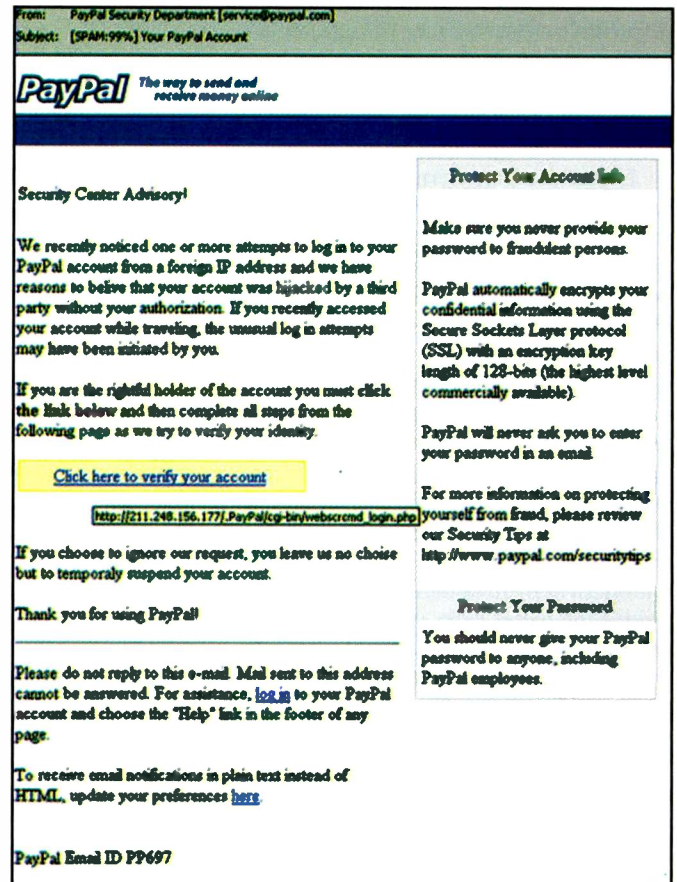 From: PayPal Security Department [service@paypal.com]
Subject: [SPAM:99%] Your PayPal Account
PayPal The way to send and
receive money online
Security Center Advisory!
We recently noticed one or more attempts to log in to your
PayPal account from a foreign IP address and we have
reasons to belive that your account was hijacked by a third
party without your authorization. If you recently accessed
your account while traveling, the unusual log in attempts
may have been initiated by you.
If you are the rightful holder of the account you must click
the link below and then complete all steps from the
following page as we try to verify your identity.
Click here to verify your account
http://211.248.156.177/.PayPal/cgi-bin/webscrcmd_login.php
If you choose to ignore our request, you leave us no choise
but to temporaly suspend your account.
Thank you for using PayPal!
Please do not reply to this e-mail. Mail sent to this address
cannot be answered. For assistance, log in to your PayPal
account and choose the "Help" link in the footer of any
page.
To receive email notifications in plain text instead of
HTML, update your preferences here.
PayPal Email ID PP697
Protect Your Account Info
Make sure you never provide your
password to fraudulent persons.
PayPal automatically encrypts your
confidential information using the
Secure Sockets Layer protocol
(SSL) with an encryption key
length of 128-bits (the highest level
commercially available).
PayPal will never ask you to enter
your password in an email.
For more information on protecting
yourself from fraud, please review
our Security Tips at
http://www.paypal.com/securitytips
Protect Your Password
You should never give your PayPal
password to anyone, including
PayPal employees.